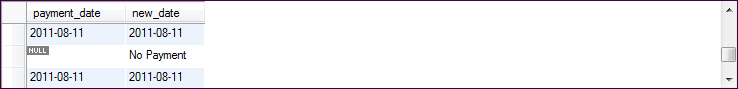 payment_date new_date
2011-08-11 2011-08-11
NULL No Payment
2011-08-11 2011-08-11